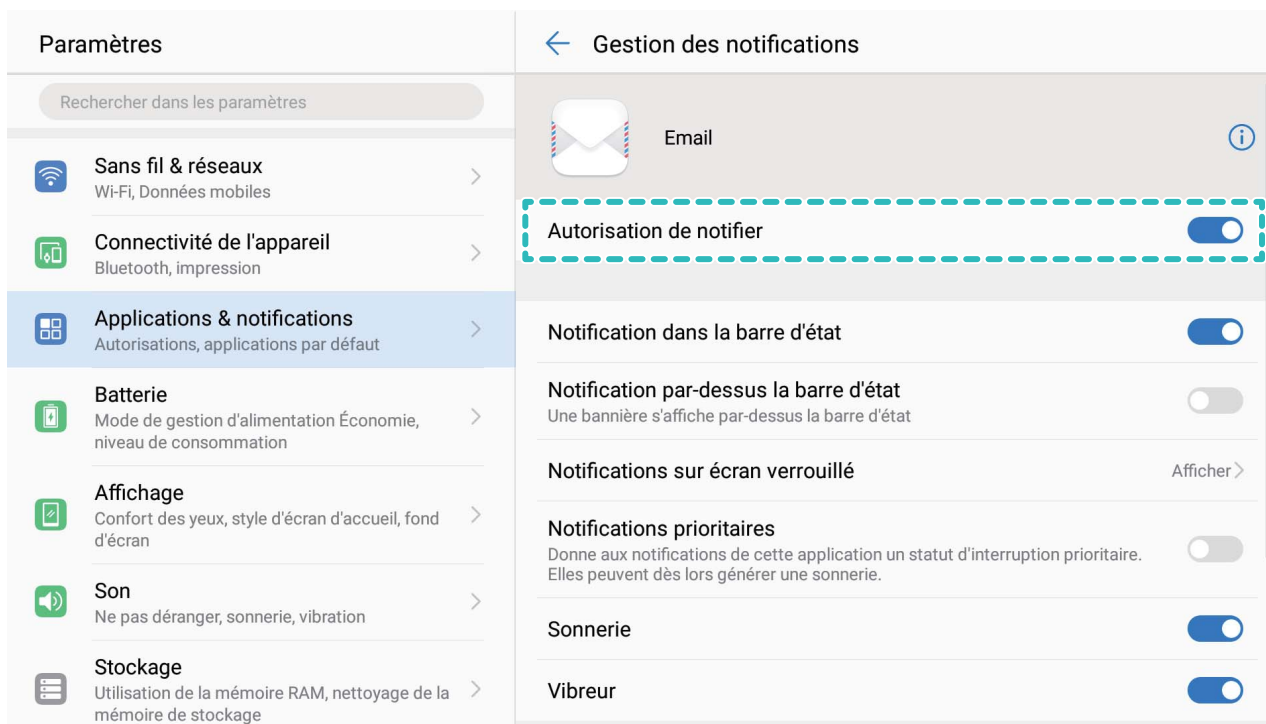 Paramètres
Rechercher dans les paramètres
Sans fil & réseaux
Wi-Fi, Données mobiles
Connectivité de l'appareil
Bluetooth, impression
Applications & notifications
Autorisations, applications par défaut
Batterie
Mode de gestion d'alimentation Économie,
niveau de consommation
Affichage
Confort des yeux, style d'écran d'accueil, fond
d'écran
Son
Ne pas déranger, sonnerie, vibration
Stockage
Utilisation de la mémoire RAM, nettoyage de la
mémoire de stockage
Gestion des notifications
Email
Autorisation de notifier
Notification dans la barre d'état
Notification par-dessus la barre d'état
Une bannière s'affiche par-dessus la barre d'état
Notifications sur écran verrouillé
Afficher
Notifications prioritaires
Donne aux notifications de cette application un statut d'interruption prioritaire.
Elles peuvent dès lors générer une sonnerie.
Sonnerie
Vibreur